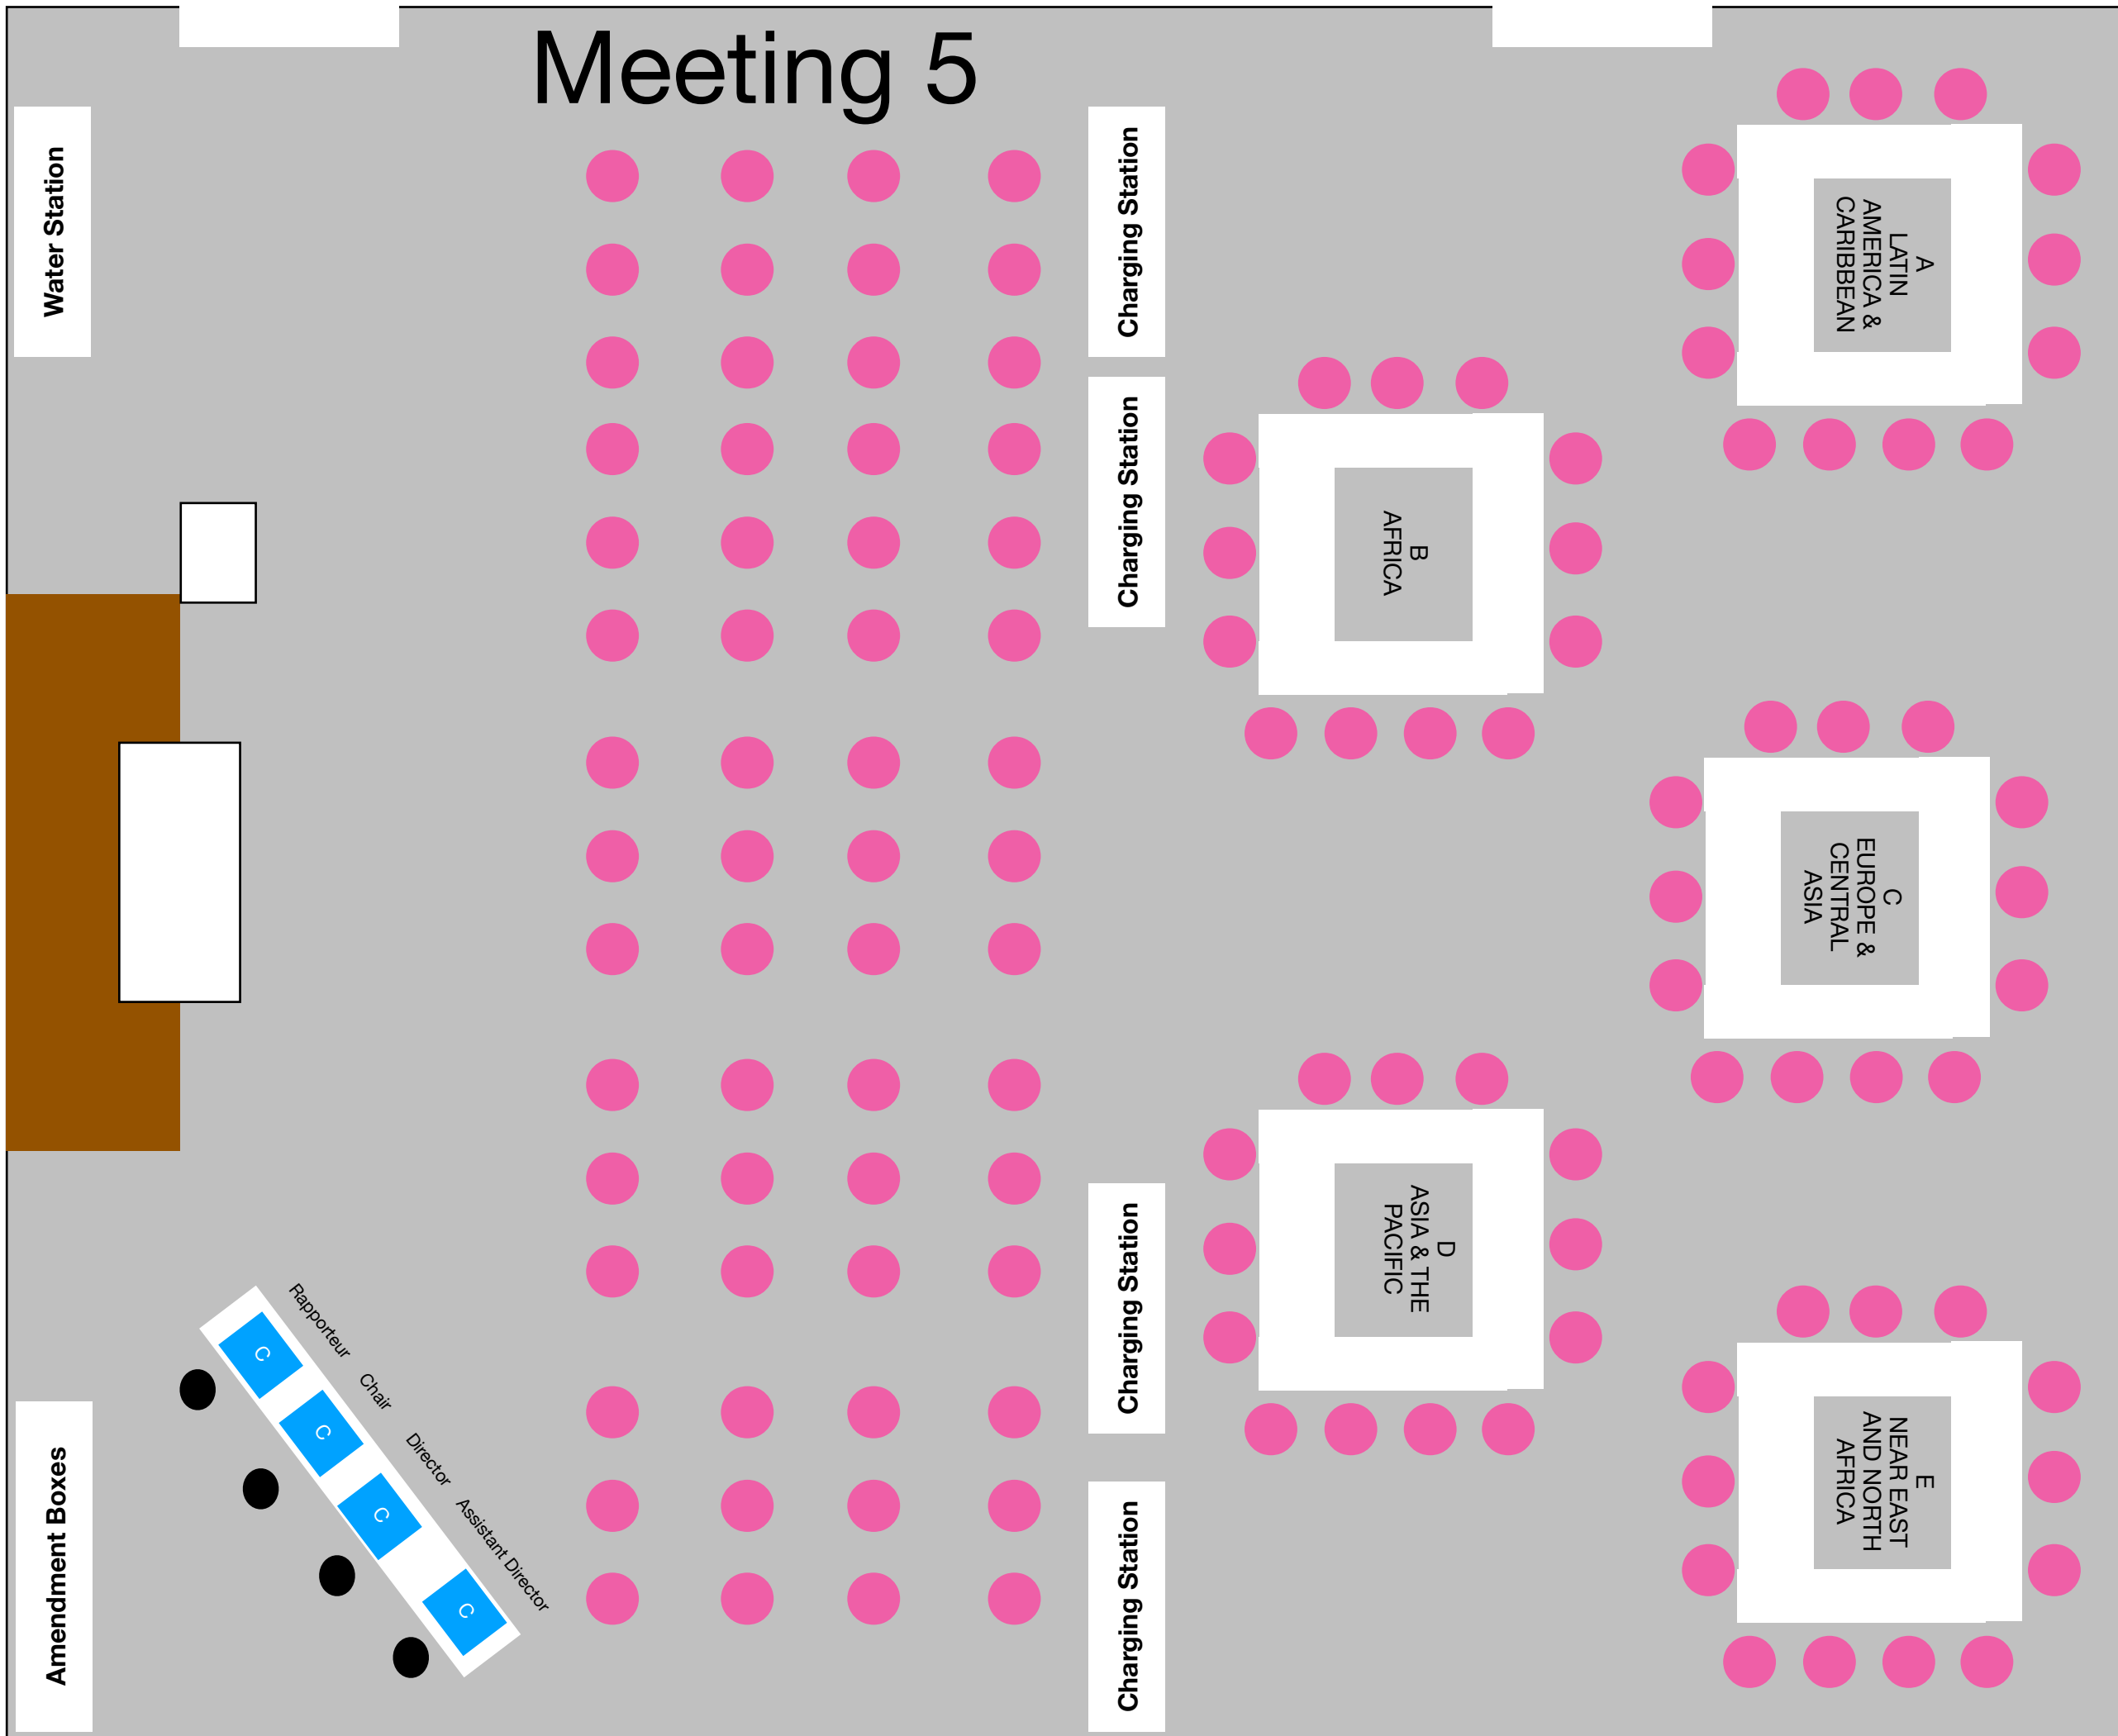 Meeting 5
Water Station
Charging Station
Charging Station
A
LATIN
AMERICA &
CARIBBEAN
B
AFRICA
C
EUROPE &
CENTRAL
ASIA
D
ASIA & THE
PACIFIC
E
NEAR EAST
AND NORTH
AFRICA
Charging Station
Charging Station
Rapporteur
Chair
Director
Assistant Director
C
C
C
C
Amendment Boxes